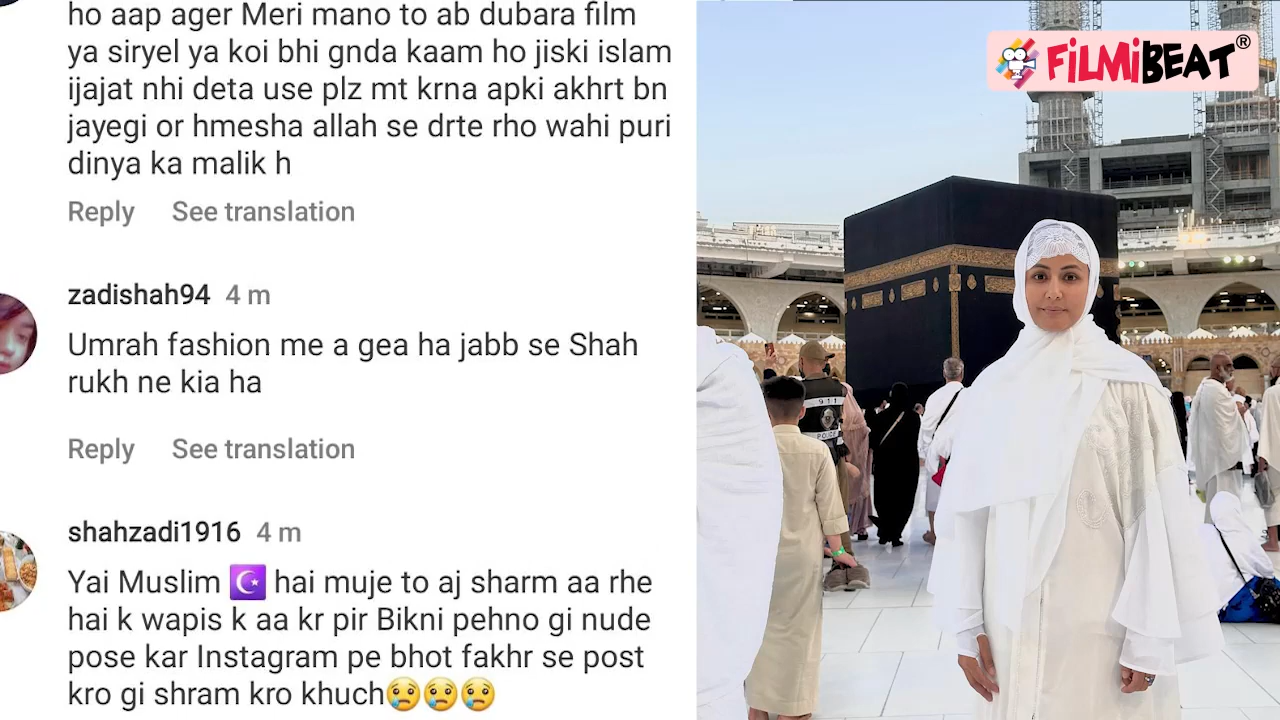 ho aap ager Meri mano to ab dubara film
ya siryel ya koi bhi gnda kaam ho jiski islam
ijajat nhi deta use plz mt krna apki akhrt bn
jayegi or hmesha allah se drte rho wahi puri
dinya ka malik h
Reply See translation
zadishah94 4 m
Umrah fashion me a gea ha jabb se Shah
rukh ne kia ha
Reply See translation
shahzadi1916 4 m
Yai Muslim ☪️ hai muje to aj sharm aa rhe
hai k wapis k aa kr pir Bikni pehno gi nude
pose kar Instagram pe bhot fakhr se post
kro gi shram kro khuch😢😢😢
FILMIBEAT®
911
POLICE